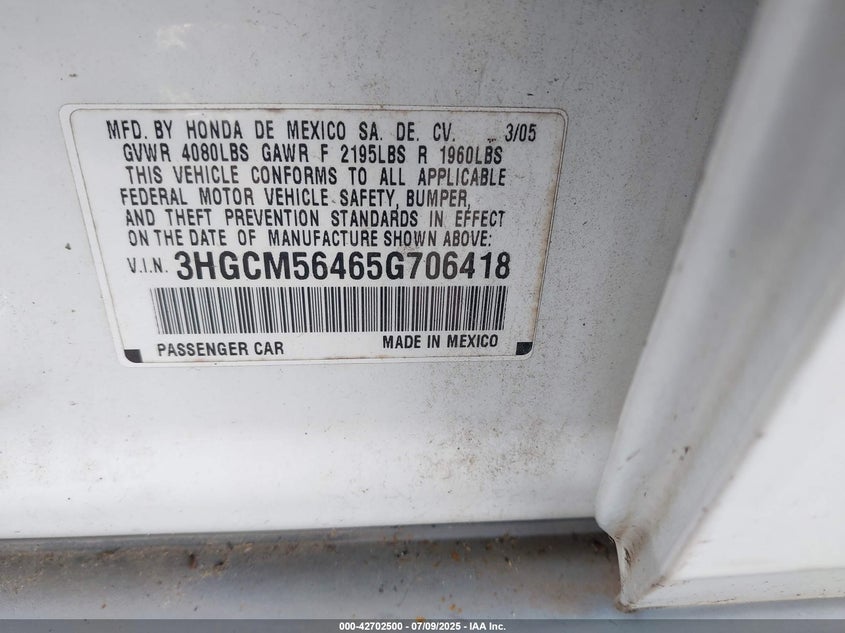 MFD. BY HONDA DE MEXICO SA. DE. CV. 3/05
GVWR 4080LBS GAWR F 2195LBS R 1960LBS
THIS VEHICLE CONFORMS TO ALL APPLICABLE
FEDERAL MOTOR VEHICLE SAFETY, BUMPER,
AND THEFT PREVENTION STANDARDS IN EFFECT
ON THE DATE OF MANUFACTURE SHOWN ABOVE:
V.I.N. 3HGCM56465G706418
PASSENGER CAR MADE IN MEXICO
000-42702500 / 07/09/2025 - IAA Inc.